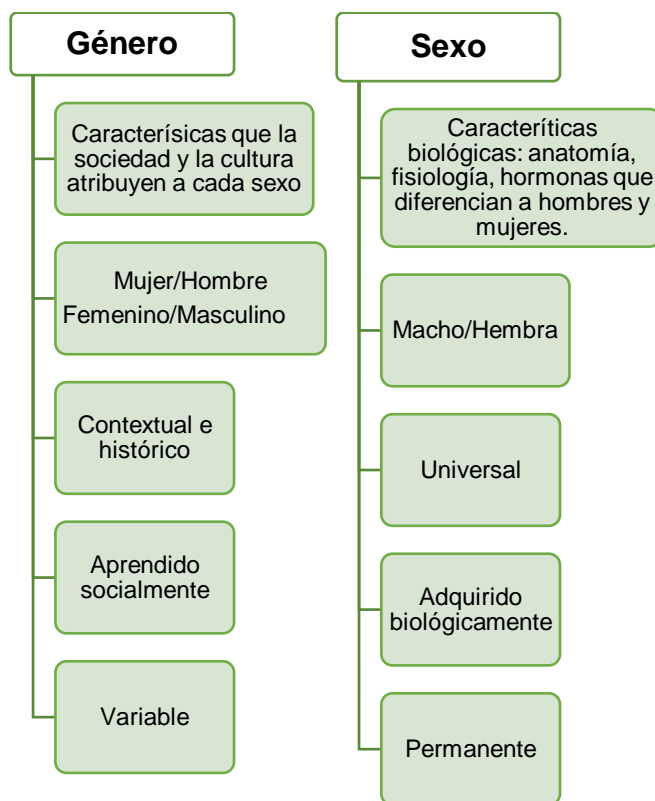 Género
Caracterísicas que la
sociedad y la cultura
atribuyen a cada sexo
Mujer/Hombre
Femenino/Masculino
Contextual e
histórico
Aprendido
socialmente
Variable
Sexo
Caracteríticas
biológicas: anatomía,
fisiología, hormonas que
diferencian a hombres y
mujeres.
Macho/Hembra
Universal
Adquirido
biológicamente
Permanente